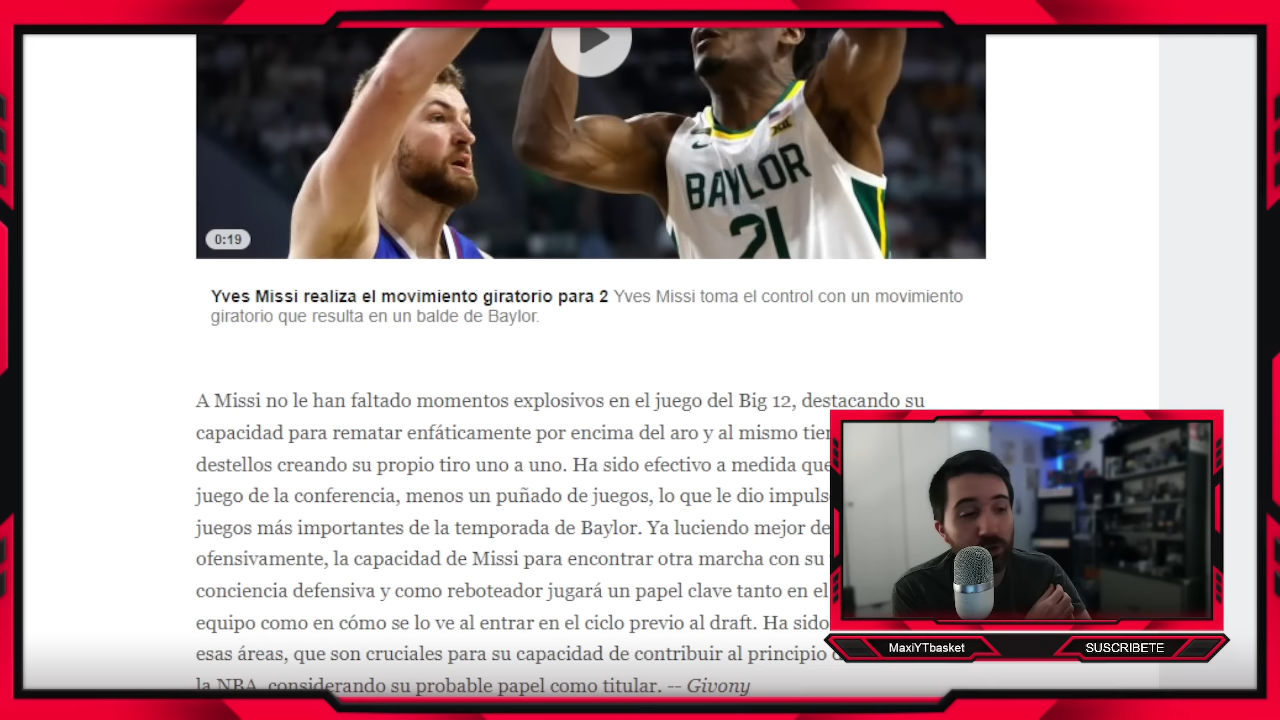 XII
BAYLOR
21
0:19
Yves Missi realiza el movimiento giratorio para 2 Yves Missi toma el control con un movimiento
giratorio que resulta en un balde de Baylor.
A Missi no le han faltado momentos explosivos en el juego del Big 12, destacando su
capacidad para rematar enfáticamente por encima del aro y al mismo
destellos creando su propio tiro uno a uno. Ha sido efectivo a medida que
juego de la conferencia, menos un puñado de juegos, lo que le dio
juegos más importantes de la temporada de Baylor. Ya luciendo mejor de
ofensivamente, la capacidad de Missi para encontrar otra marcha con su
conciencia defensiva y como reboteador jugará un papel clave tanto en el
equipo como en cómo se lo ve al entrar en el ciclo previo al draft. Ha sido
esas áreas, que son cruciales para su capacidad de contribuir al principio
la NBA, considerando su probable papel como titular. -- Givony
MaxiYTbasket
SUSCRIBETE